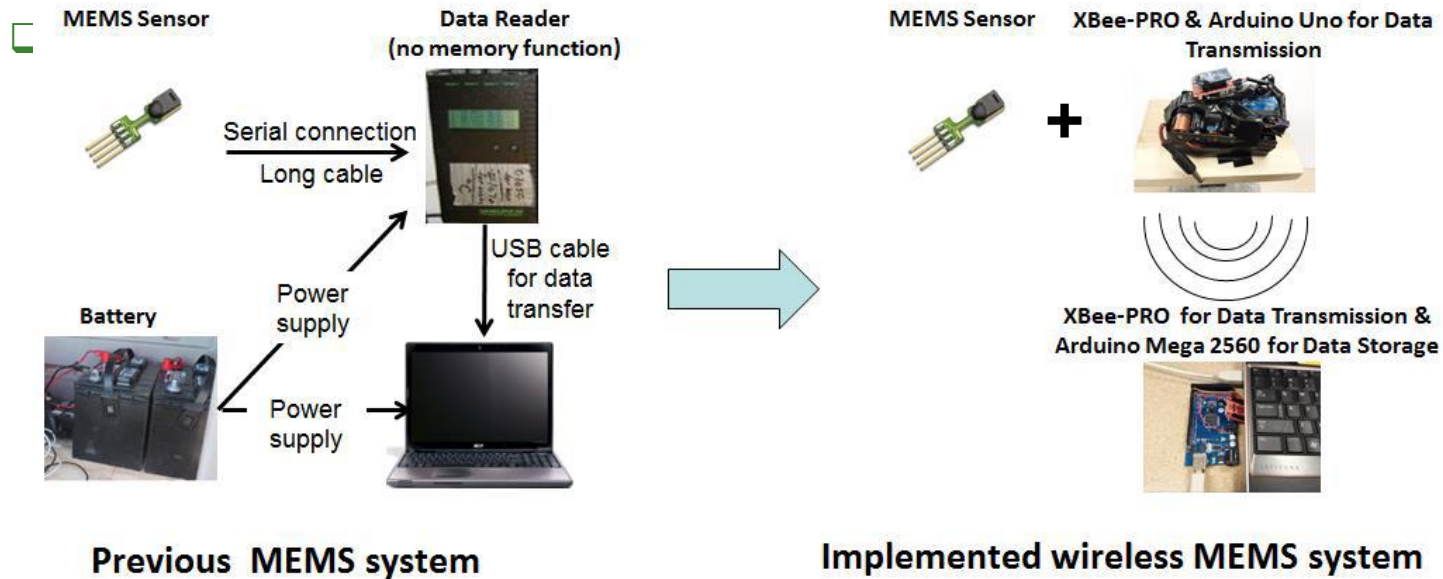 MEMS Sensor
Data Reader
(no memory function)
Serial connection
Long cable
USB cable
for data
transfer
Power
supply
Battery
Power
supply
Previous MEMS system
MEMS Sensor
XBee-PRO & Arduino Uno for Data
Transmission
+
XBee-PRO for Data Transmission &
Arduino Mega 2560 for Data Storage
Implemented wireless MEMS system